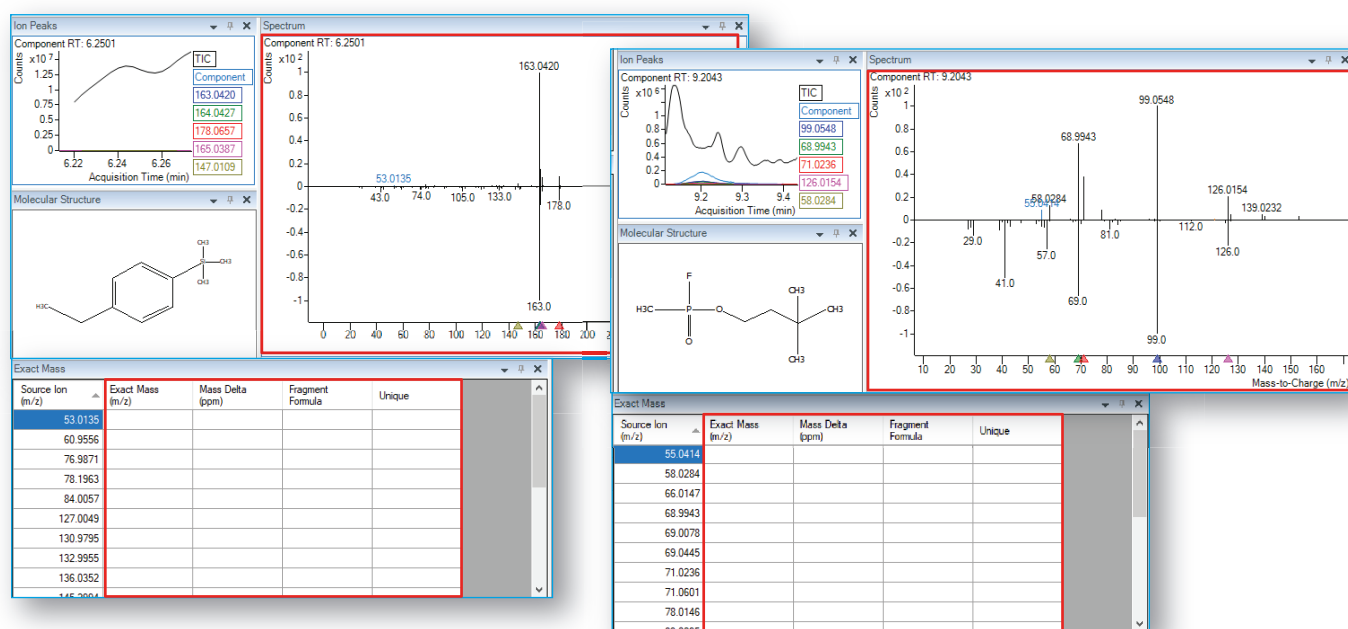 Ion Peaks
Component RT: 6.2501
Counts
x10 7
1.25
1
0.75
0.5
0.25
0
6.22 6.24 6.26
Acquisition Time (min)
TIC
Component
163.0420
164.0427
178.0657
165.0387
147.0109
Spectrum
Component RT: 6.2501
Counts
x10 2
1
0.8
0.6
0.4
0.2
0
-0.2
-0.4
-0.6
-0.8
-1
163.0420
53.0135
43.0 74.0 105.0 133.0 178.0
163.0
0 20 40 60 80 100 120 140 160 180 200
Molecular Structure
CH3
Si CH3
CH3
H3C
Exact Mass
Source Ion (m/z) Exact Mass (m/z) Mass Delta (ppm) Fragment Formula Unique
53.0135
60.9556
76.9871
78.1963
84.0057
127.0049
130.9795
132.9955
136.0352
Ion Peaks
Component RT: 9.2043
Counts
x10 6
1
0.8
0.6
0.4
0.2
0
9.2 9.3 9.4
Acquisition Time (min)
TIC
Component
99.0548
68.9943
71.0236
126.0154
58.0284
Spectrum
Component RT: 9.2043
Counts
x10 2
1
0.8
0.6
0.4
0.2
0
-0.2
-0.4
-0.6
-0.8
-1
99.0548
68.9943
58.0284
55.0414
126.0154
139.0232
29.0
41.0
57.0
69.0
81.0
99.0
112.0
126.0
10 20 30 40 50 60 70 80 90 100 110 120 130 140 150 160
Mass-to-Charge (m/z)
Molecular Structure
F
H3C P O
O
CH3
CH3
CH3
Exact Mass
Source Ion (m/z) Exact Mass (m/z) Mass Delta (ppm) Fragment Formula Unique
55.0414
58.0284
66.0147
68.9943
69.0078
69.0445
71.0236
71.0601
78.0146